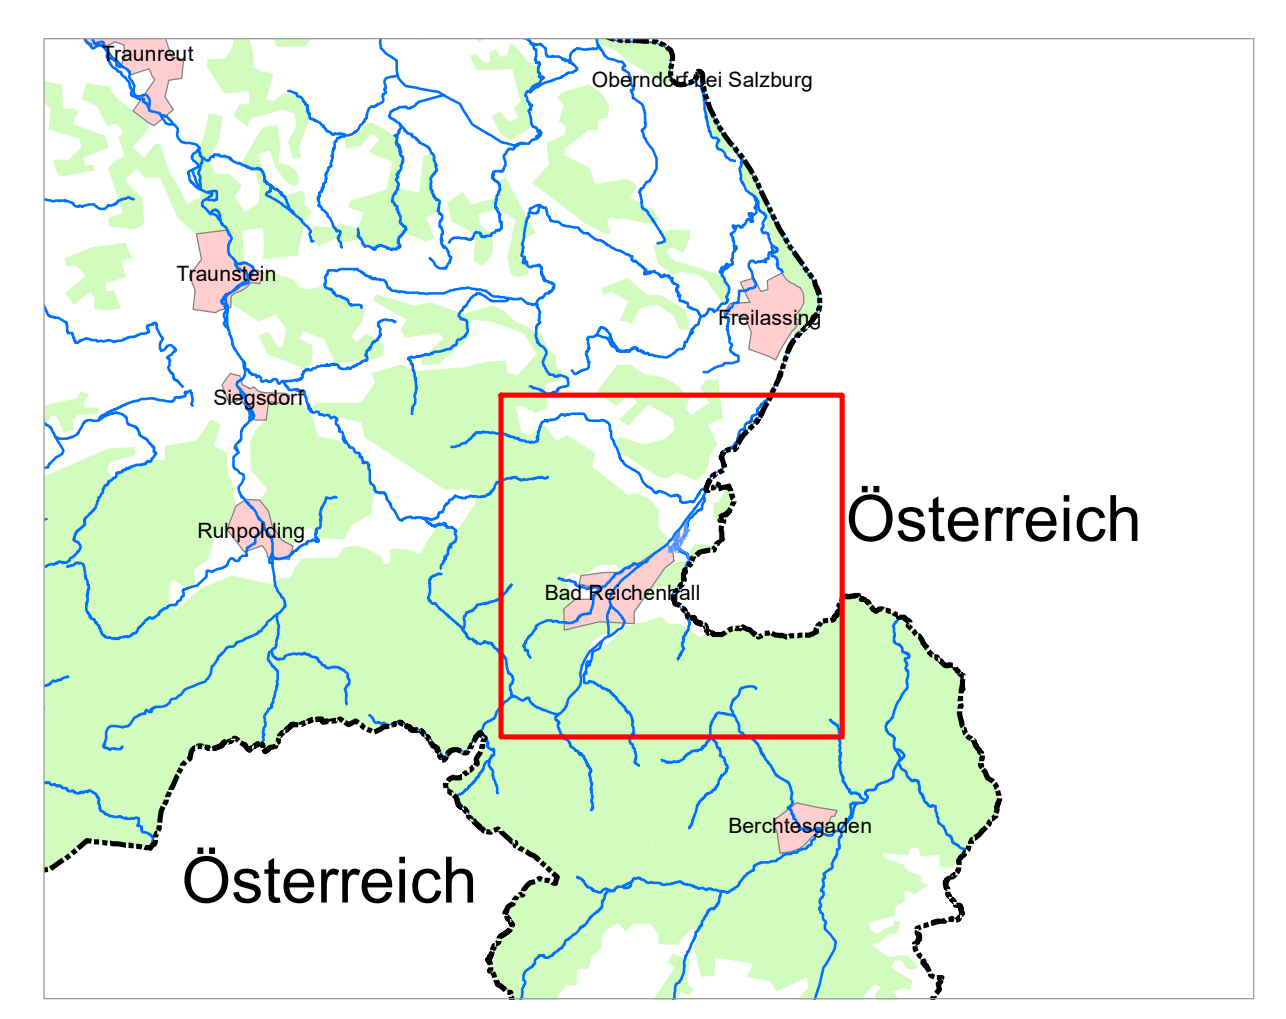 Traunreut
Oberndorf bei Salzburg
Traunstein
Freilassing
Siegsdorf
Österreich
Ruhpolding
Bad Reichenhall
Berchtesgaden
Österreich